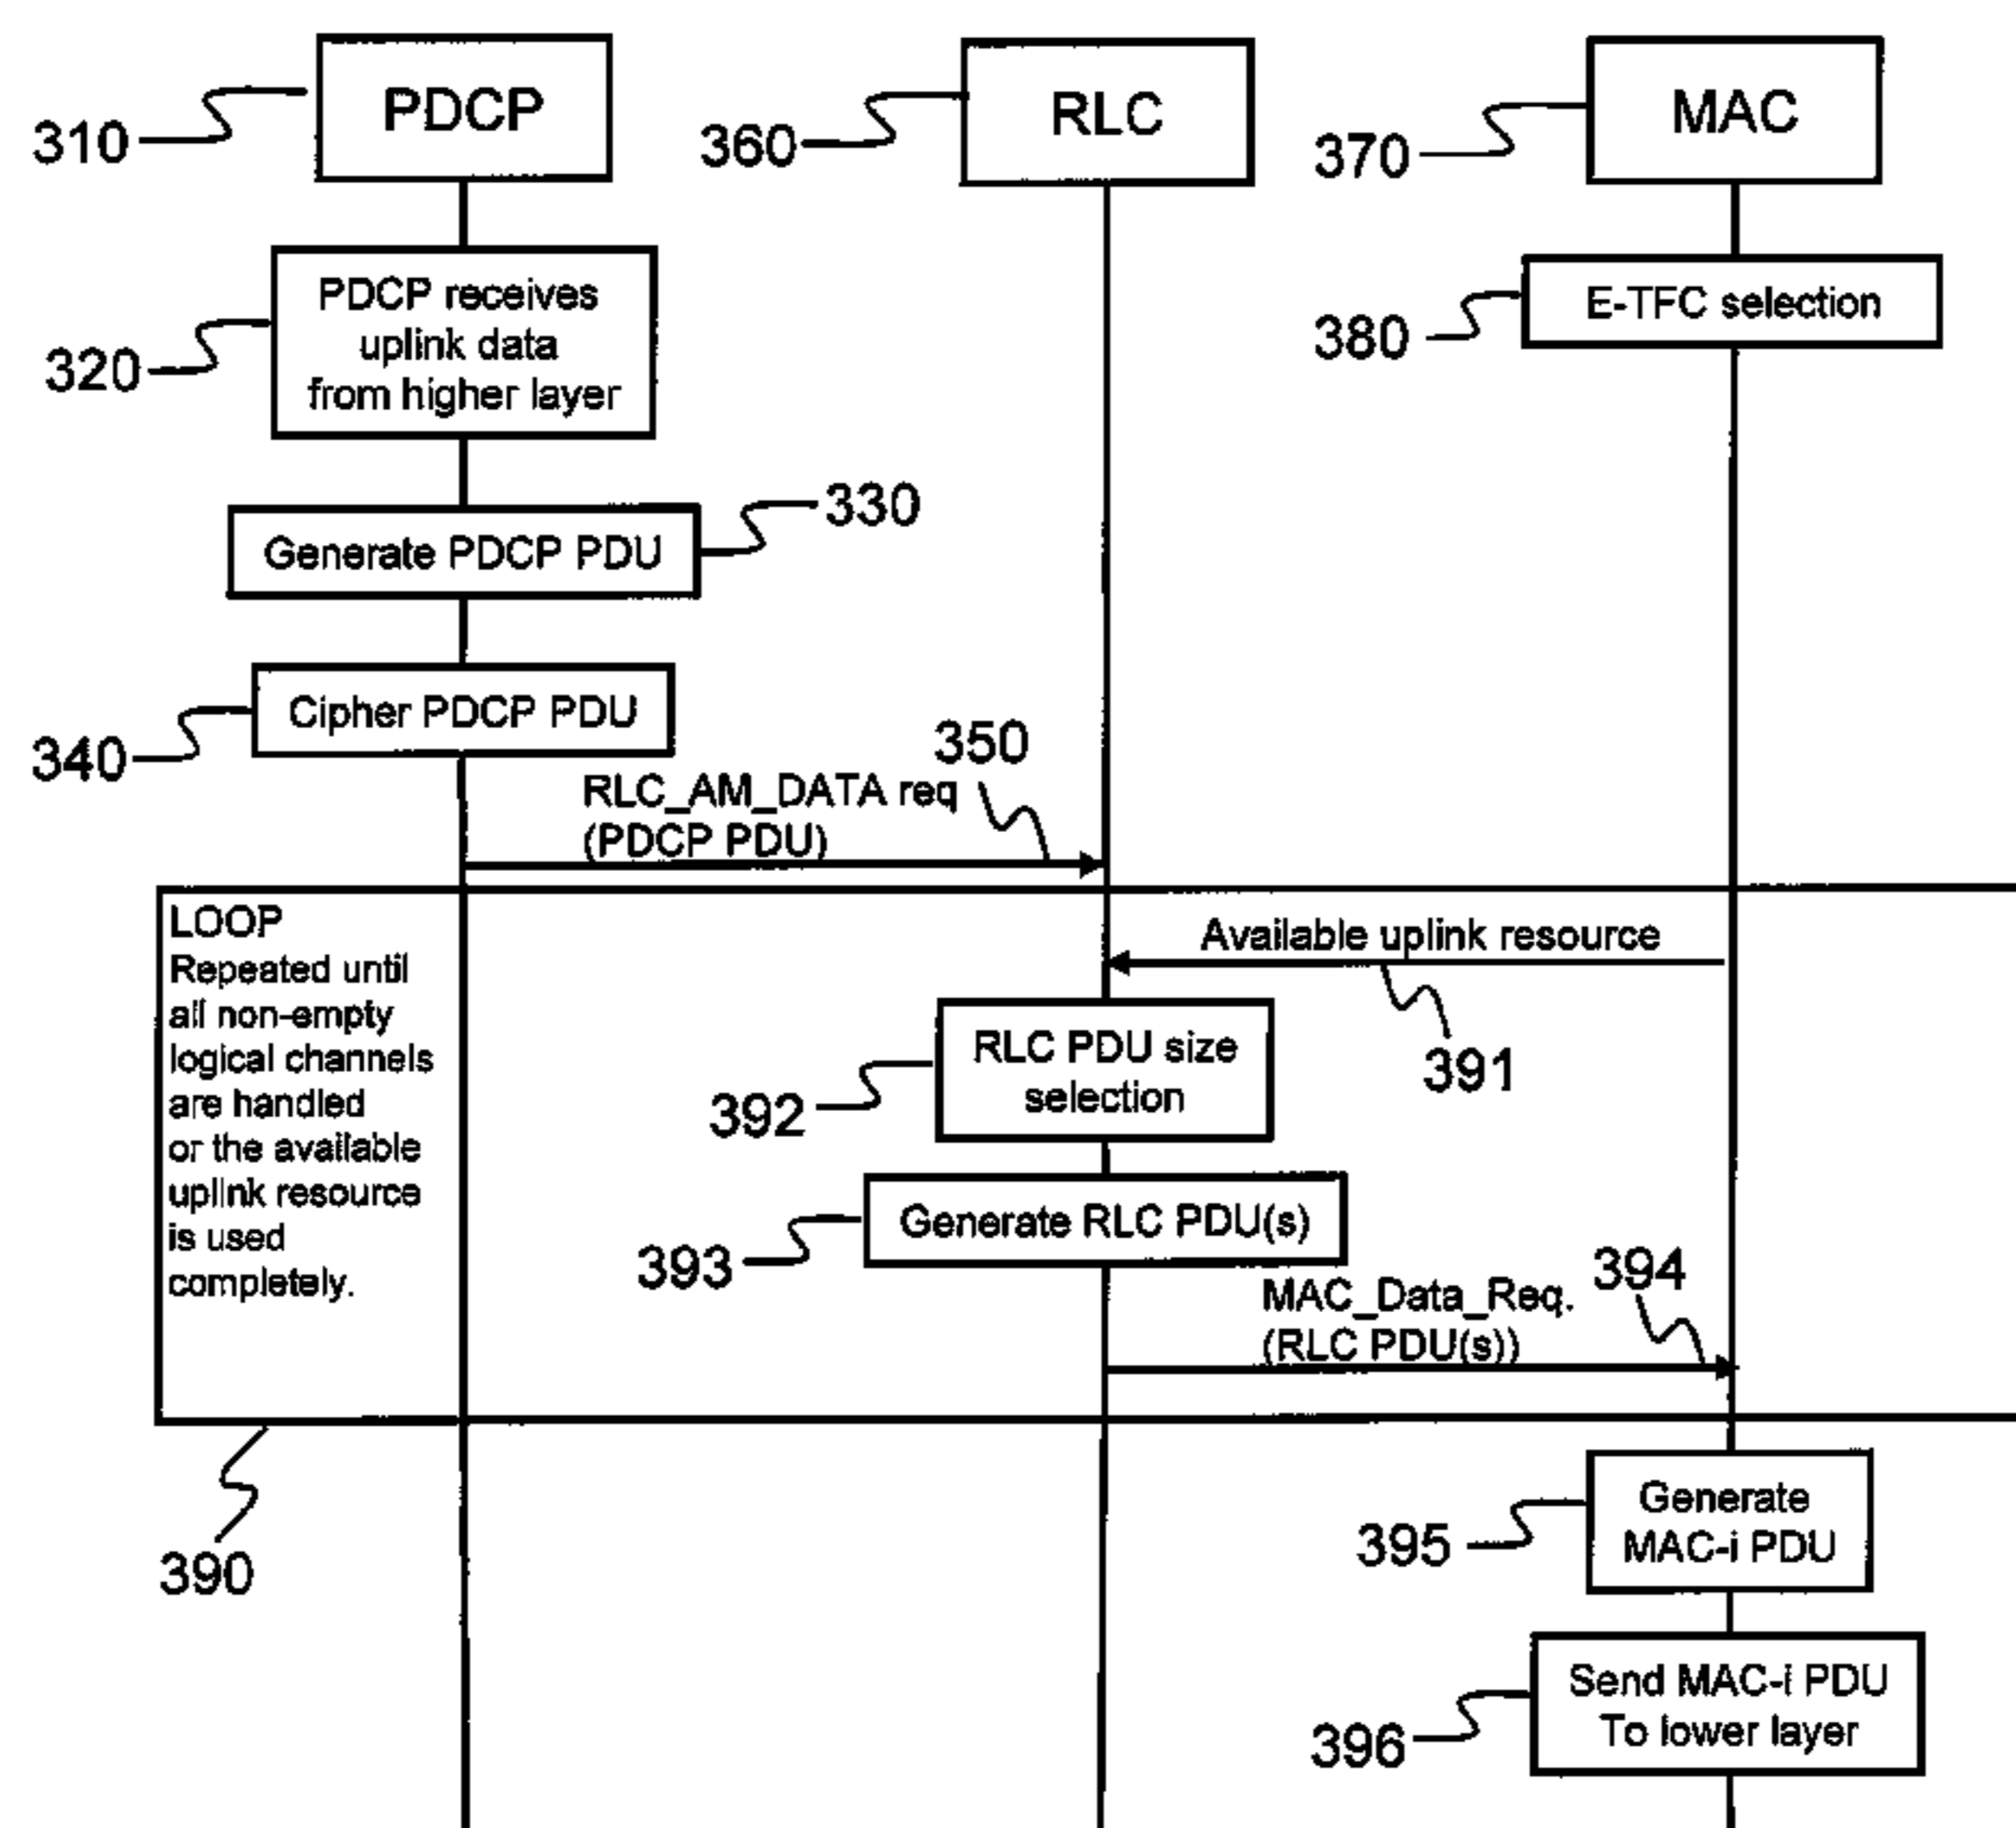 PDCP
RLC
MAC
310
360
370
PDCP receives
uplink data
from higher layer
320
E-TFC selection
380
330
Generate PDCP PDU
Cipher PDCP PDU
340
350
RLC_AM_DATA req
(PDCP PDU)
LOOP
Repeated until
all non-empty
logical channels
are handled
or the available
uplink resource
is used
completely.
Available uplink resource
391
RLC PDU size
selection
392
Generate RLC PDU(s)
393
394
MAC_Data_Req.
(RLC PDU(s))
390
Generate
MAC-i PDU
395
Send MAC-i PDU
To lower layer
396